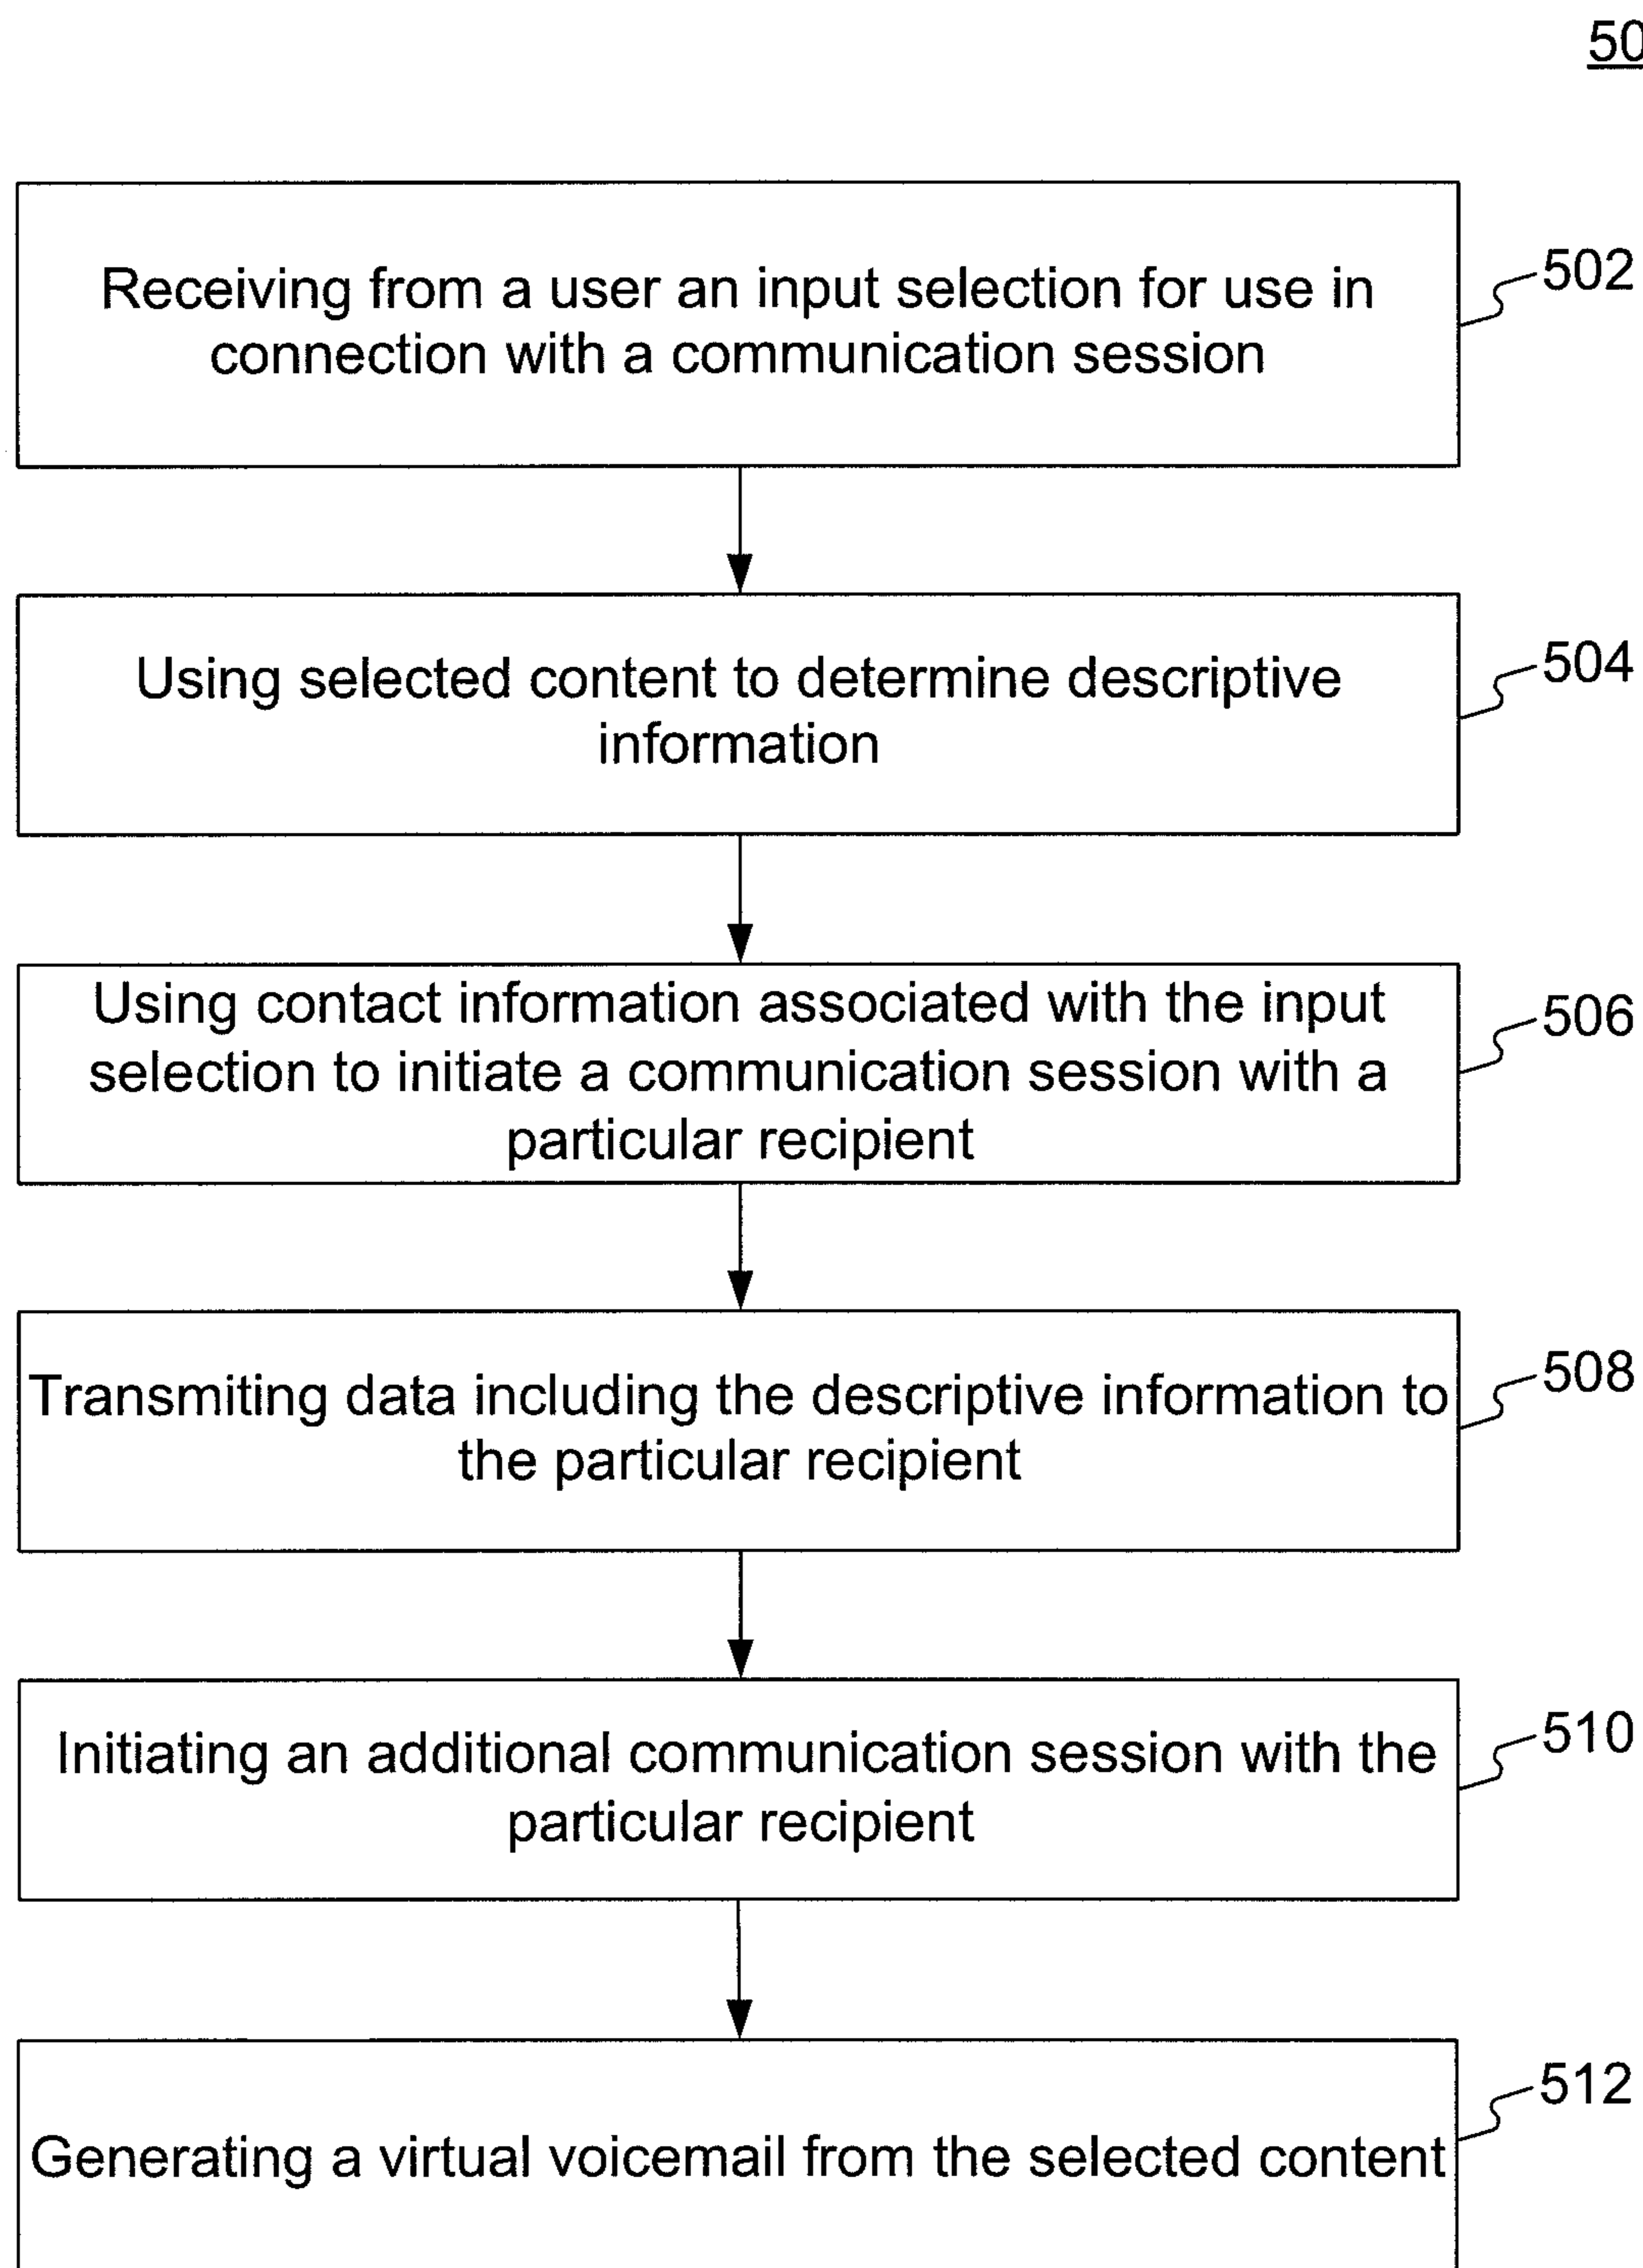 50
Receiving from a user an input selection for use in
connection with a communication session
502
Using selected content to determine descriptive
information
504
Using contact information associated with the input
selection to initiate a communication session with a
particular recipient
506
Transmiting data including the descriptive information to
the particular recipient
508
Initiating an additional communication session with the
particular recipient
510
Generating a virtual voicemail from the selected content
512